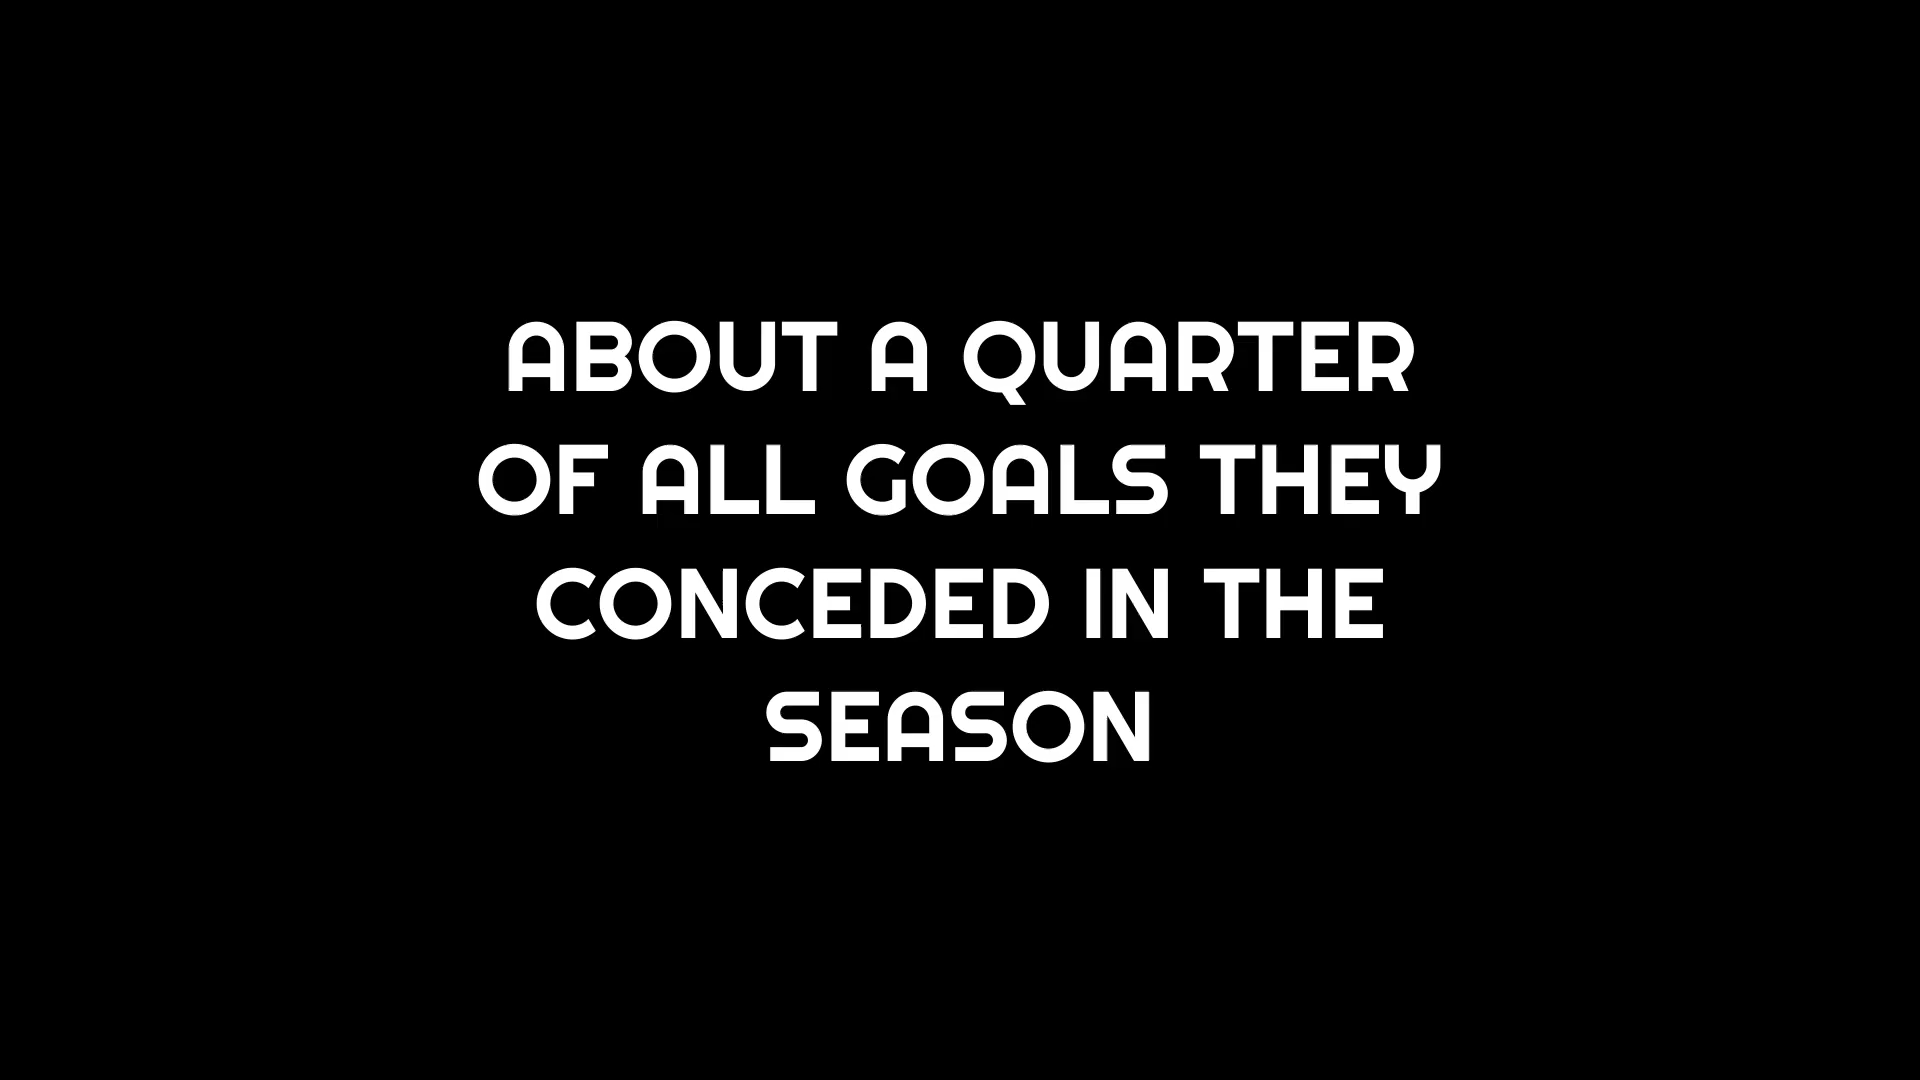 ABOUT A QUARTER
OF ALL GOALS THEY
CONCEDED IN THE
SEASON